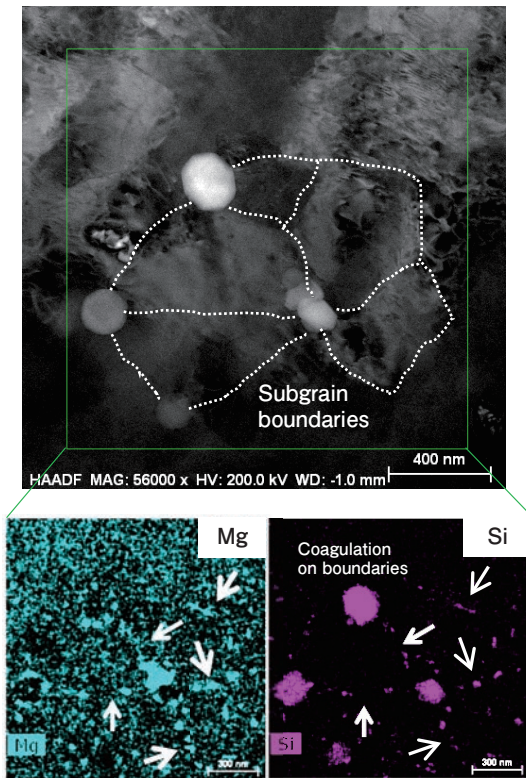 Subgrain
boundaries
400 nm
HAADF MAG: 56000 x HV: 200.0 kV WD: -1.0 mm
Mg
Mg
300 nm
Coagulation
on boundaries
Si
Si
300 nm